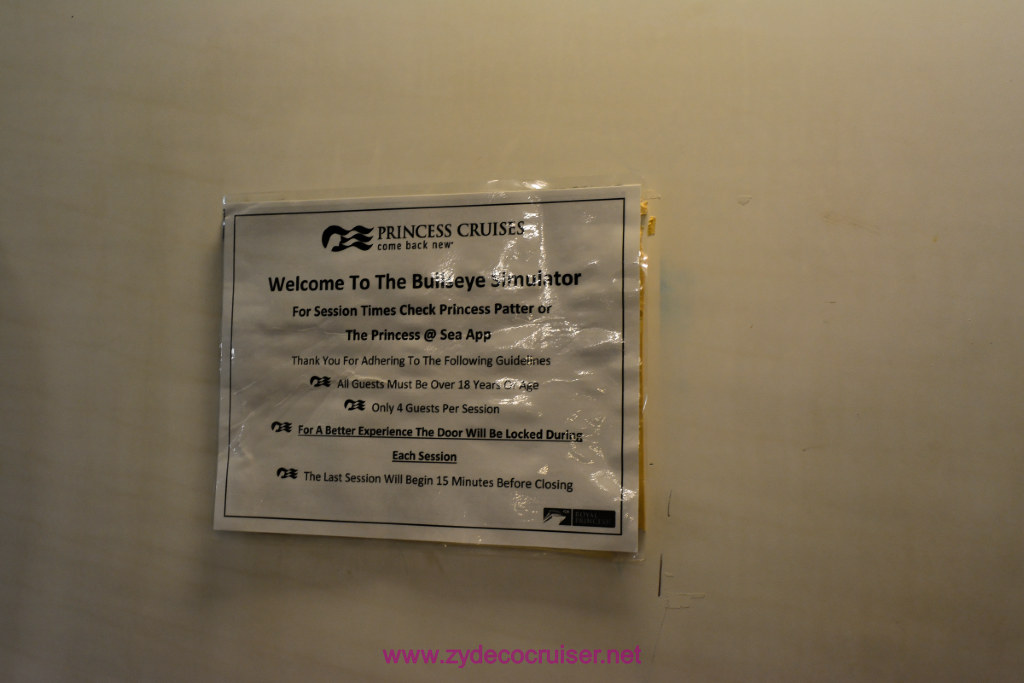 PRINCESS CRUISES
come back new
Welcome To The Bullseye Simulator
For Session Times Check Princess Patter or
The Princess @ Sea App
Thank You For Adhering To The Following Guidelines
All Guests Must Be Over 18 Years Of Age
Only 4 Guests Per Session
For A Better Experience The Door Will Be Locked During
Each Session
The Last Session Will Begin 15 Minutes Before Closing
www.zydecocruiser.net